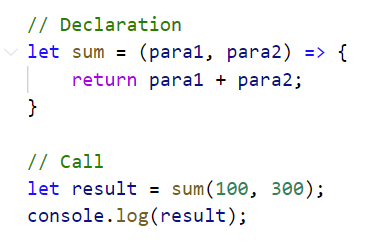 // Declaration
let sum = (para1, para2) => {
    return para1 + para2;
}

// Call
let result = sum(100, 300);
console.log(result);